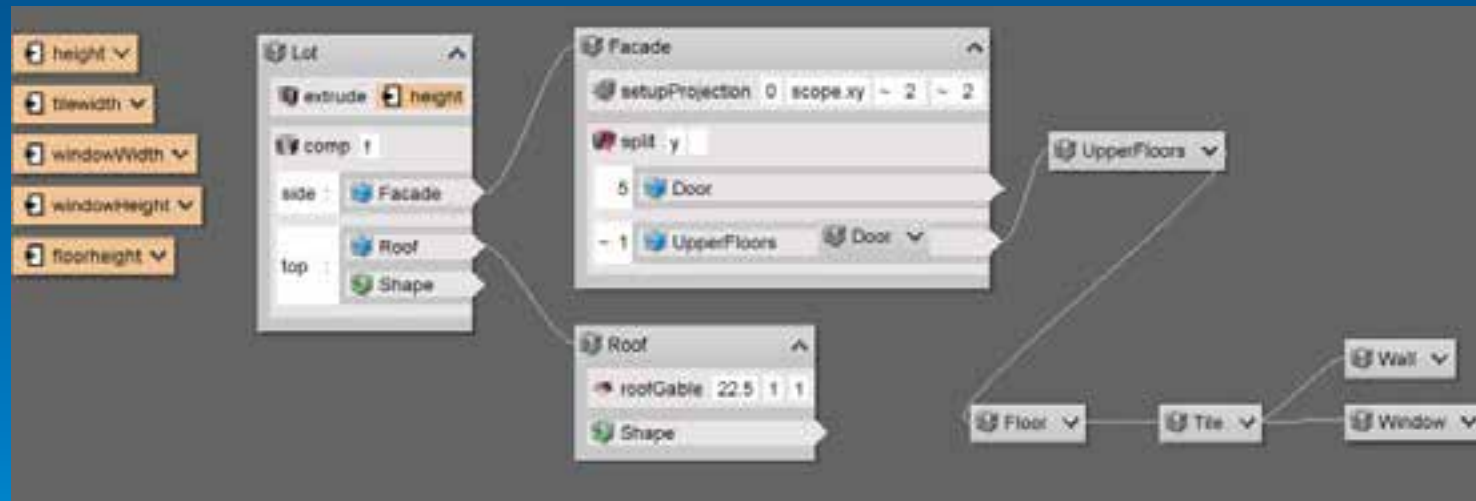 height
tilewidth
windowWidth
windowHeight
floorheight
Lot
extrude height
comp f
side : Facade
top :
Roof
Shape
Facade
setupProjection 0 scope.xy ~ 2 ~ 2
split y
5 Door
~ 1 UpperFloors
Door
Roof
roofGable 22.5 1 1
Shape
UpperFloors
Floor
Tile
Wall
Window